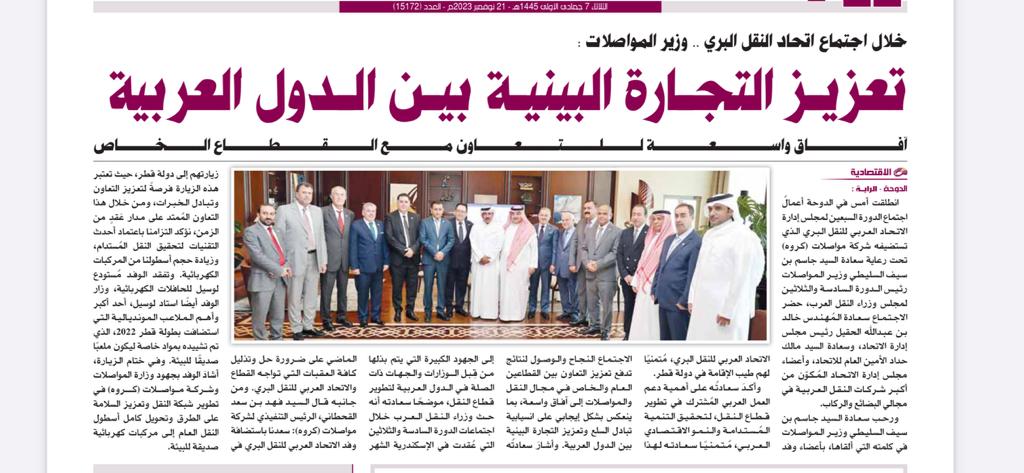 الثلاثاء 7 جمادى الأولى 1445هـ - 21 نوفمبر 2023م - العدد (15172)
خلال اجتماع اتحاد النقل البري .. وزير المواصلات :
تعزيز التجارة البينية بين الدول العربية
آفاق واسعة للتعاون مع القطاع الخاص
الاقتصادية
الدوحة - الراية :
انطلقت أمس في الدوحة أعمالُ
اجتماع الدورة السبعين لمجلس إدارة
الاتحاد العربي للنقل البري الذي
تستضيفه شركة مواصلات (كروه)
تحت رعاية سعادة السيد جاسم بن
سيف السليطي وزير المواصلات
رئيس الدورة السادسة والثلاثين
لمجلس وزراء النقل العرب، حضر
الاجتماع سعادة المُهندس خالد
بن عبدالله الحقيل رئيس مجلس
إدارة الاتحاد، وسعادة السيد مالك
حداد الأمين العام للاتحاد، وأعضاء
مجلس إدارة الاتحاد المكوّن من
أكبر شركات النقل العربية في
مجالي البضائع والركاب.
ورحب سعادة السيد جاسم بن
سيف السليطي وزير المواصلات
في كلمته التي ألقاها، بأعضاء وفد
الاتحاد العربي للنقل البري، مُتمنيًا
لهم طيب الإقامة في دولة قطر.
وأكدَ سعادتُه على أهمية دعم
العمل العربي المُشترك في تطوير
قطاع النقل، لتحقيق التنمية
المُستدامة والنمو الاقتصادي
العربي، مُتمنيًا سعادته لهذا
الاجتماع النجاح والوصول لنتائج
تدفع تعزيز التعاون بين القطاعين
العام والخاص في مجال النقل
والمواصلات إلى آفاق واسعة، بما
ينعكس بشكل إيجابي على انسيابية
تبادل السلع وتعزيز التجارة البينية
بين الدول العربية. وأشارَ سعادتُه
إلى الجهود الكبيرة التي يتم بذلها
من قبل الوزارات والجهات ذات
الصلة في الدول العربية لتطوير
قطاع النقل، موضحًا سعادته أنه
حث وزراء النقل العرب خلال
اجتماعات الدورة السادسة والثلاثين
التي عُقدت في الإسكندرية الشهر
الماضي على ضرورة حل وتذليل
كافة العقبات التي تواجه القطاع
والاتحاد العربي للنقل البري. ومن
جانبه قال السيد فهد بن سعد
القحطاني، الرئيس التنفيذي لشركة
مواصلات (كروه): سعدنا باستضافة
وفد الاتحاد العربي للنقل البري في
زيارتهم إلى دولة قطر، حيث تعتبر
هذه الزيارة فرصةً لتعزيز التعاون
وتبادل الخبرات، ومن خلال هذا
التعاون المُمتد على مدار عَقدٍ من
الزمن، نؤكد التزامنا باعتماد أحدث
التقنيات لتحقيق النقل المُستدام،
وزيادة حجم أسطولنا من المركبات
الكهربائية. وتفقد الوفد مُستودع
لوسيل للحافلات الكهربائية، وزار
الوفد أيضًا استاد لوسيل، أحد أكبر
وأهم الملاعب المونديالية التي
استضافت بطولة قطر 2022، الذي
تم تشييده بمواد خاصة ليكون ملعبًا
صديقًا للبيئة. وفي ختام الزيارة،
أشادَ الوفد بجهود وزارة المواصلات
وشركة مواصلات (كروه) في
تطوير شبكة النقل وتعزيز السلامة
على الطرق وتحويل كامل أسطول
النقل العام إلى مركبات كهربائية
صديقة للبيئة.